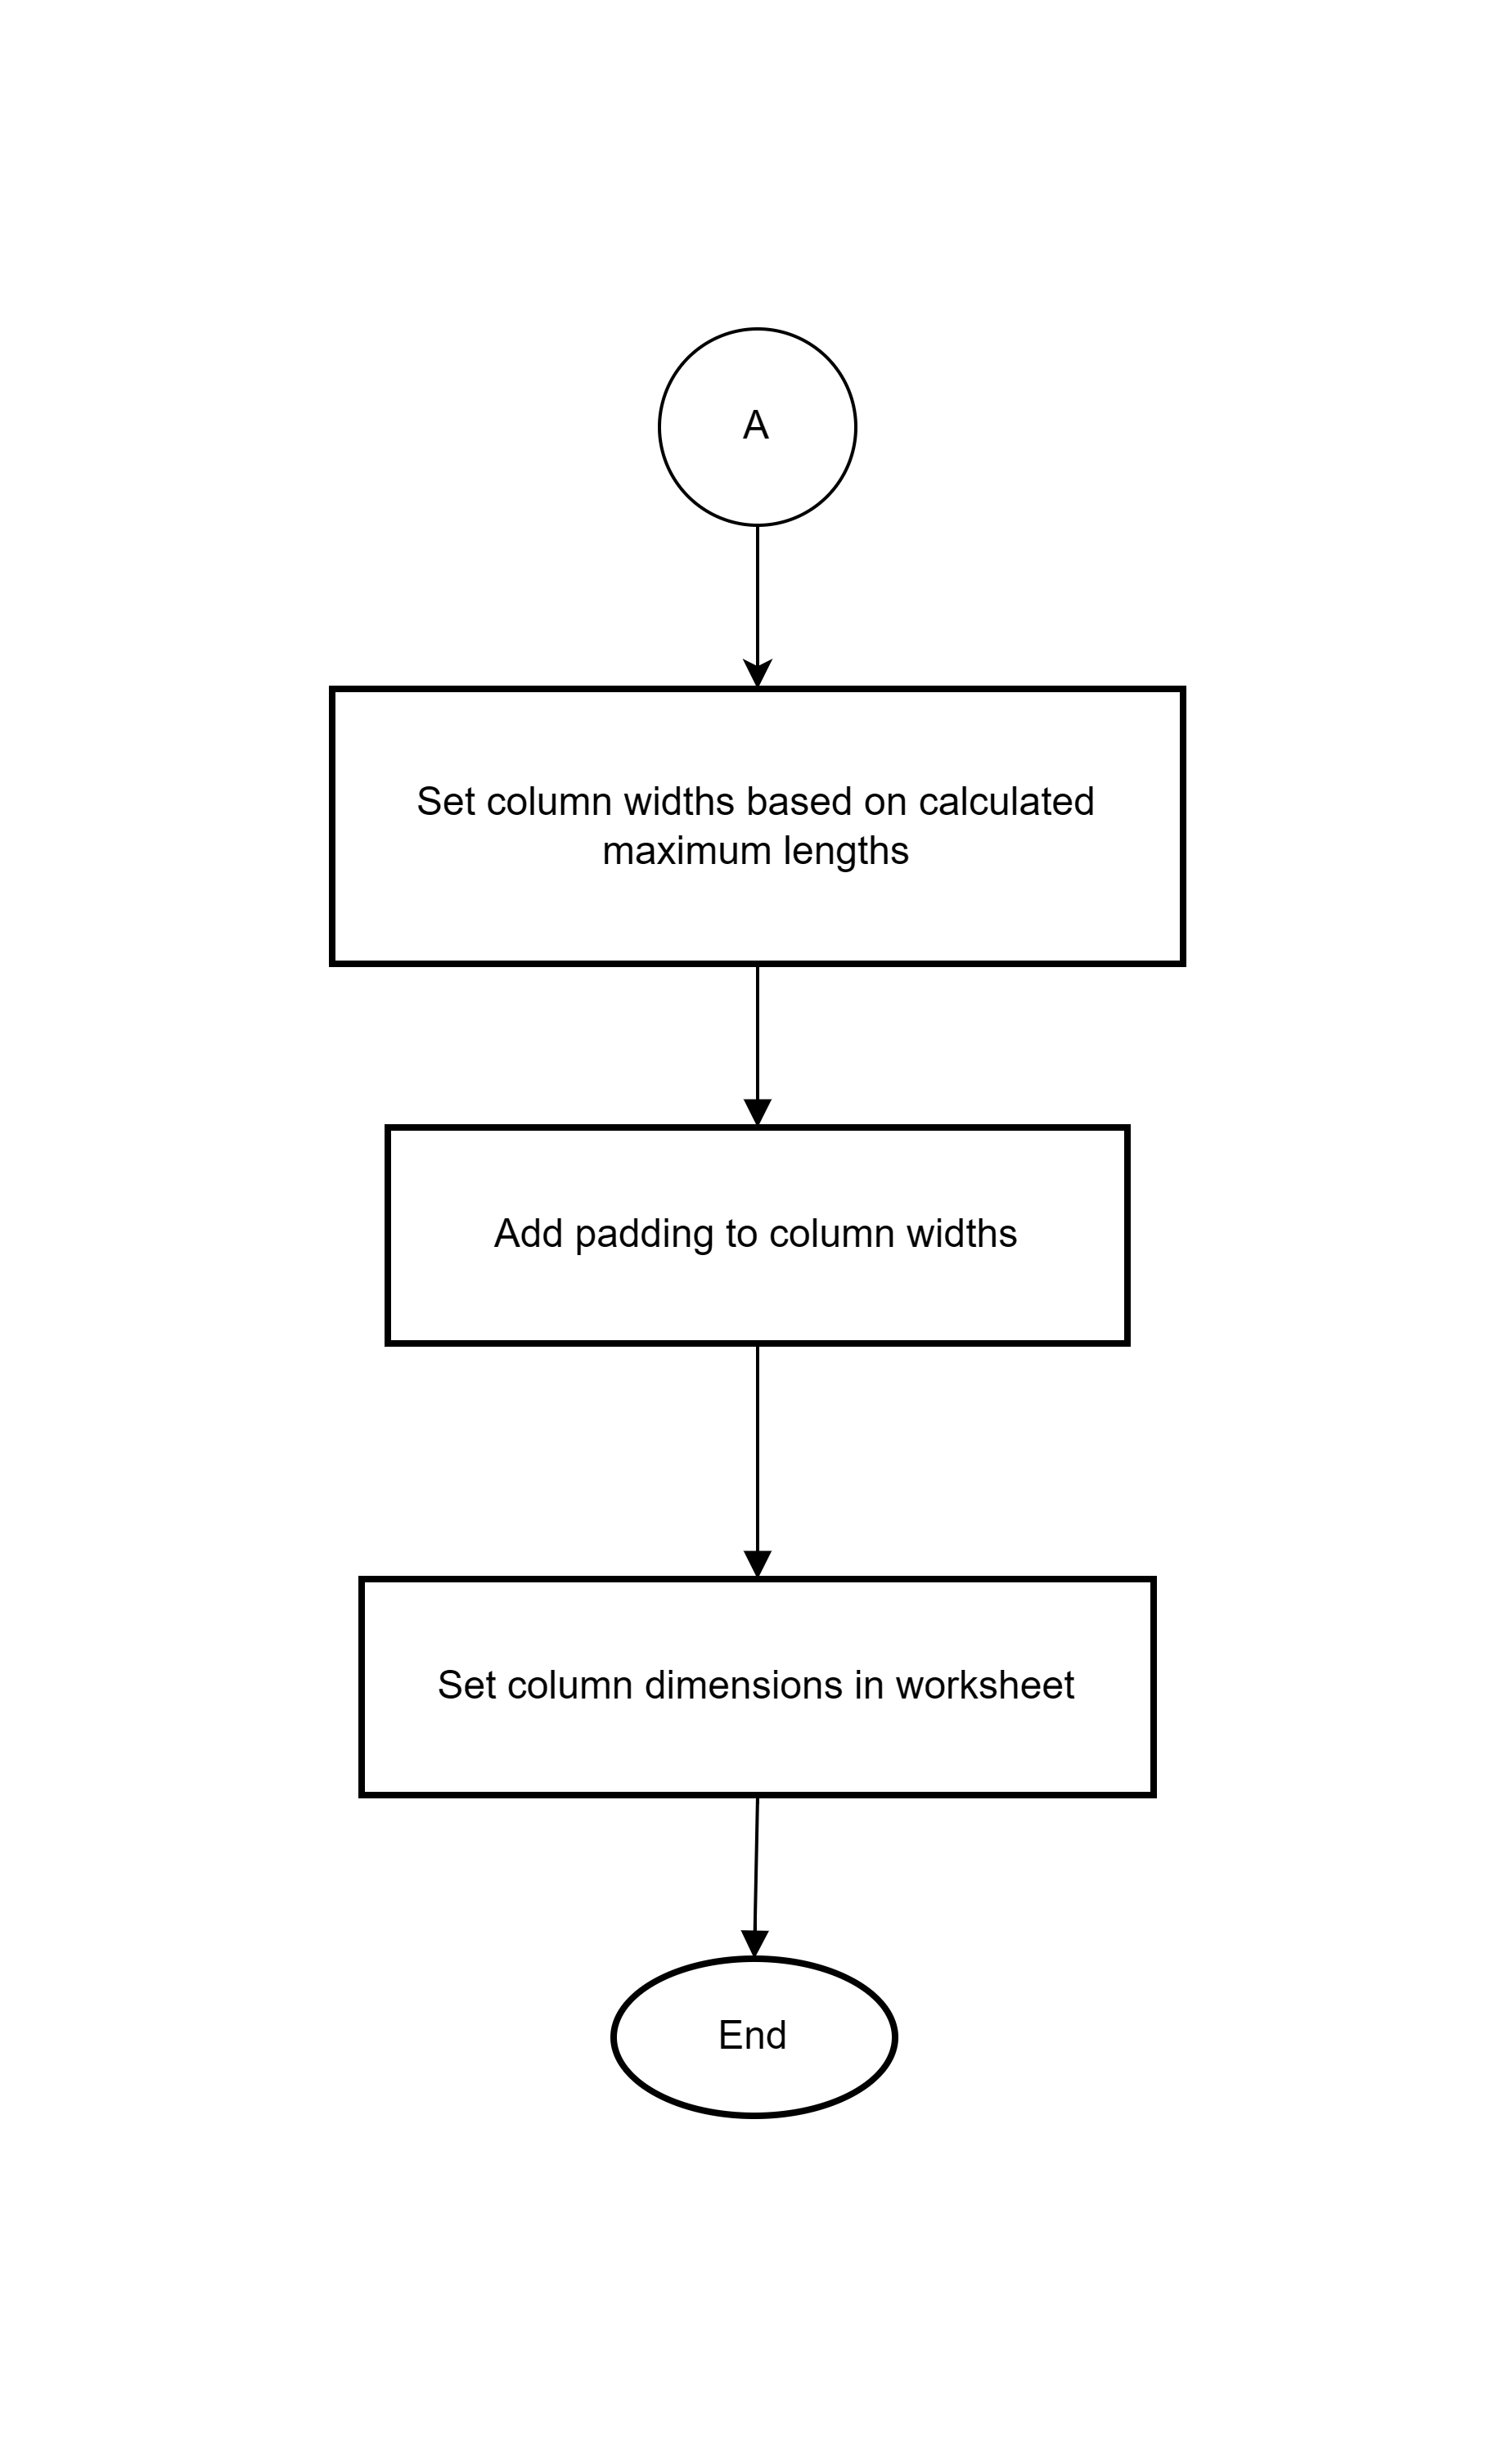 A
Set column widths based on calculated
maximum lengths
Add padding to column widths
Set column dimensions in worksheet
End